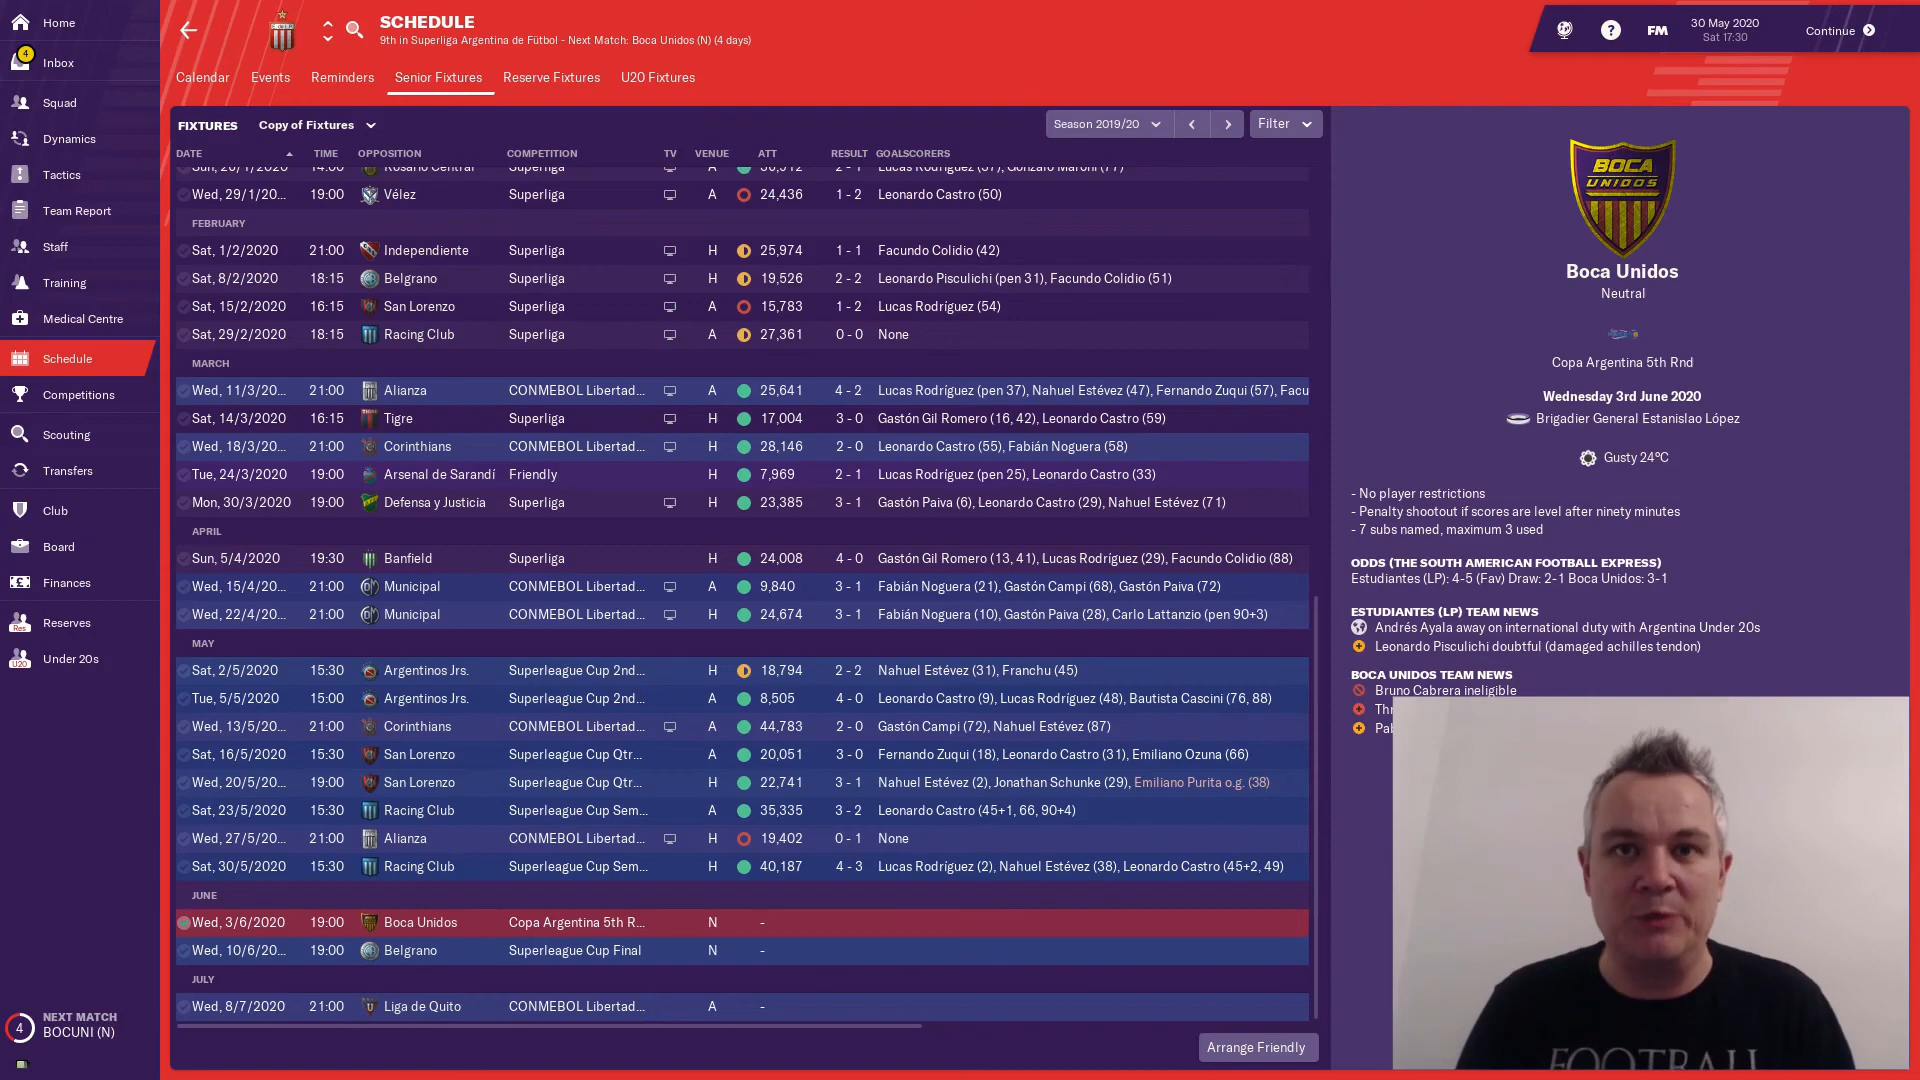 Home
4
Inbox
Squad
Dynamics
Tactics
Team Report
Staff
Training
Medical Centre
Schedule
Competitions
Scouting
Transfers
Club
Board
Finances
Res
Reserves
U20
Under 20s
4
NEXT MATCH
BOCUNI (N)
SCHEDULE
9th in Superliga Argentina de Fútbol - Next Match: Boca Unidos (N) (4 days)
? FM 30 May 2020 Continue
Sat 17:30
Calendar Events Reminders Senior Fixtures Reserve Fixtures U20 Fixtures
FIXTURES Copy of Fixtures Season 2019/20 Filter
DATE TIME OPPOSITION COMPETITION TV VENUE ATT RESULT GOALSCORERS
Sun, 26/1/2020 14:00 Rosario Central Superliga A 36,312 2 - 1 Lucas Rodríguez (37), Gonzalo Maroni (77)
Wed, 29/1/20... 19:00 Vélez Superliga A 24,436 1 - 2 Leonardo Castro (50)
FEBRUARY
Sat, 1/2/2020 21:00 Independiente Superliga H 25,974 1 - 1 Facundo Colidio (42)
Sat, 8/2/2020 18:15 Belgrano Superliga H 19,526 2 - 2 Leonardo Pisculichi (pen 31), Facundo Colidio (51)
Sat, 15/2/2020 16:15 San Lorenzo Superliga A 15,783 1 - 2 Lucas Rodríguez (54)
Sat, 29/2/2020 18:15 Racing Club Superliga A 27,361 0 - 0 None
MARCH
Wed, 11/3/20... 21:00 Alianza CONMEBOL Libertad... A 25,641 4 - 2 Lucas Rodríguez (pen 37), Nahuel Estévez (47), Fernando Zuqui (57), Facu
Sat, 14/3/2020 16:15 Tigre Superliga H 17,004 3 - 0 Gastón Gil Romero (16, 42), Leonardo Castro (59)
Wed, 18/3/20... 21:00 Corinthians CONMEBOL Libertad... H 28,146 2 - 0 Leonardo Castro (55), Fabián Noguera (58)
Tue, 24/3/2020 19:00 Arsenal de Sarandí Friendly H 7,969 2 - 1 Lucas Rodríguez (pen 25), Leonardo Castro (33)
Mon, 30/3/2020 19:00 Defensa y Justicia Superliga H 23,385 3 - 1 Gastón Paiva (6), Leonardo Castro (29), Nahuel Estévez (71)
APRIL
Sun, 5/4/2020 19:30 Banfield Superliga H 24,008 4 - 0 Gastón Gil Romero (13, 41), Lucas Rodríguez (29), Facundo Colidio (88)
Wed, 15/4/20... 21:00 Municipal CONMEBOL Libertad... A 9,840 3 - 1 Fabián Noguera (21), Gastón Campi (68), Gastón Paiva (72)
Wed, 22/4/20... 21:00 Municipal CONMEBOL Libertad... H 24,674 3 - 1 Fabián Noguera (10), Gastón Paiva (28), Carlo Lattanzio (pen 90+3)
MAY
Sat, 2/5/2020 15:30 Argentinos Jrs. Superleague Cup 2nd... H 18,794 2 - 2 Nahuel Estévez (31), Franchu (45)
Tue, 5/5/2020 15:00 Argentinos Jrs. Superleague Cup 2nd... A 8,505 4 - 0 Leonardo Castro (9), Lucas Rodríguez (48), Bautista Cascini (76, 88)
Wed, 13/5/20... 21:00 Corinthians CONMEBOL Libertad... A 44,783 2 - 0 Gastón Campi (72), Nahuel Estévez (87)
Sat, 16/5/2020 15:30 San Lorenzo Superleague Cup Qtr... A 20,051 3 - 0 Fernando Zuqui (18), Leonardo Castro (31), Emiliano Ozuna (66)
Wed, 20/5/20... 19:00 San Lorenzo Superleague Cup Qtr... H 22,741 3 - 1 Nahuel Estévez (2), Jonathan Schunke (29), Emiliano Purita o.g. (38)
Sat, 23/5/2020 15:30 Racing Club Superleague Cup Sem... A 35,335 3 - 2 Leonardo Castro (45+1, 66, 90+4)
Wed, 27/5/20... 21:00 Alianza CONMEBOL Libertad... H 19,402 0 - 1 None
Sat, 30/5/2020 15:30 Racing Club Superleague Cup Sem... H 40,187 4 - 3 Lucas Rodríguez (2), Nahuel Estévez (38), Leonardo Castro (45+2, 49)
JUNE
Wed, 3/6/2020 19:00 Boca Unidos Copa Argentina 5th R... N -
Wed, 10/6/20... 19:00 Belgrano Superleague Cup Final N -
JULY
Wed, 8/7/2020 21:00 Liga de Quito CONMEBOL Libertad... A -
Arrange Friendly
BOCA
UNIDOS
Boca Unidos
Neutral
Copa Argentina 5th Rnd
Wednesday 3rd June 2020
Brigadier General Estanislao López
Gusty 24ºC
- No player restrictions
- Penalty shootout if scores are level after ninety minutes
- 7 subs named, maximum 3 used
ODDS (THE SOUTH AMERICAN FOOTBALL EXPRESS)
Estudiantes (LP): 4-5 (Fav) Draw: 2-1 Boca Unidos: 3-1
ESTUDIANTES (LP) TEAM NEWS
Andrés Ayala away on international duty with Argentina Under 20s
Leonardo Pisculichi doubtful (damaged achilles tendon)
BOCA UNIDOS TEAM NEWS
Bruno Cabrera ineligible
Thr
Pab
FOOTBALL